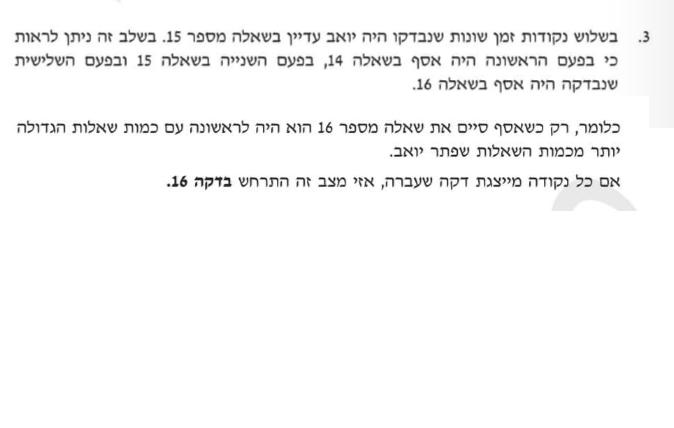 3. בשלוש נקודות זמן שונות שנבדקו היה יואב עדיין בשאלה מספר 15. בשלב זה ניתן לראות
כי בפעם הראשונה היה אסף בשאלה 14, בפעם השנייה בשאלה 15 ובפעם השלישית
שנבדקה היה אסף בשאלה 16.
כלומר, רק כשאסף סיים את שאלה מספר 16 הוא היה לראשונה עם כמות שאלות הגדולה
יותר מכמות השאלות שפתר יואב.
אם כל נקודה מייצגת דקה שעברה, אזי מצב זה התרחש בדקה 16.